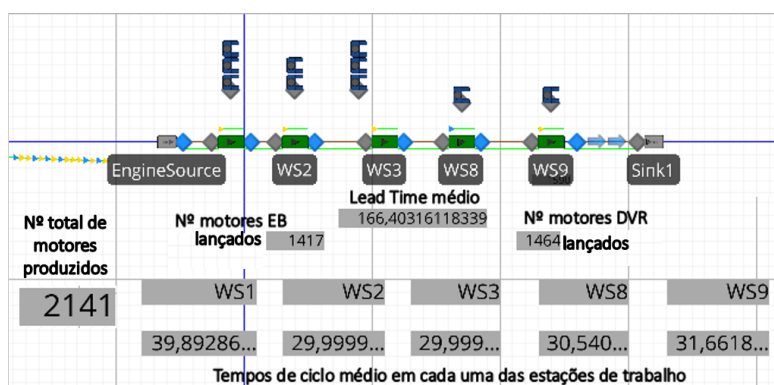 EngineSource
WS2
WS3
WS8
WS9
Sink1
Lead Time médio
166,40316118339
Nº total de
motores
produzidos
2141
Nº motores EB
lançados
1417
Nº motores DVR
1464 lançados
WS1
WS2
WS3
WS8
WS9
39,89286...
29,9999...
29,999...
30,540...
31,6618...
Tempos de ciclo médio em cada uma das estações de trabalho